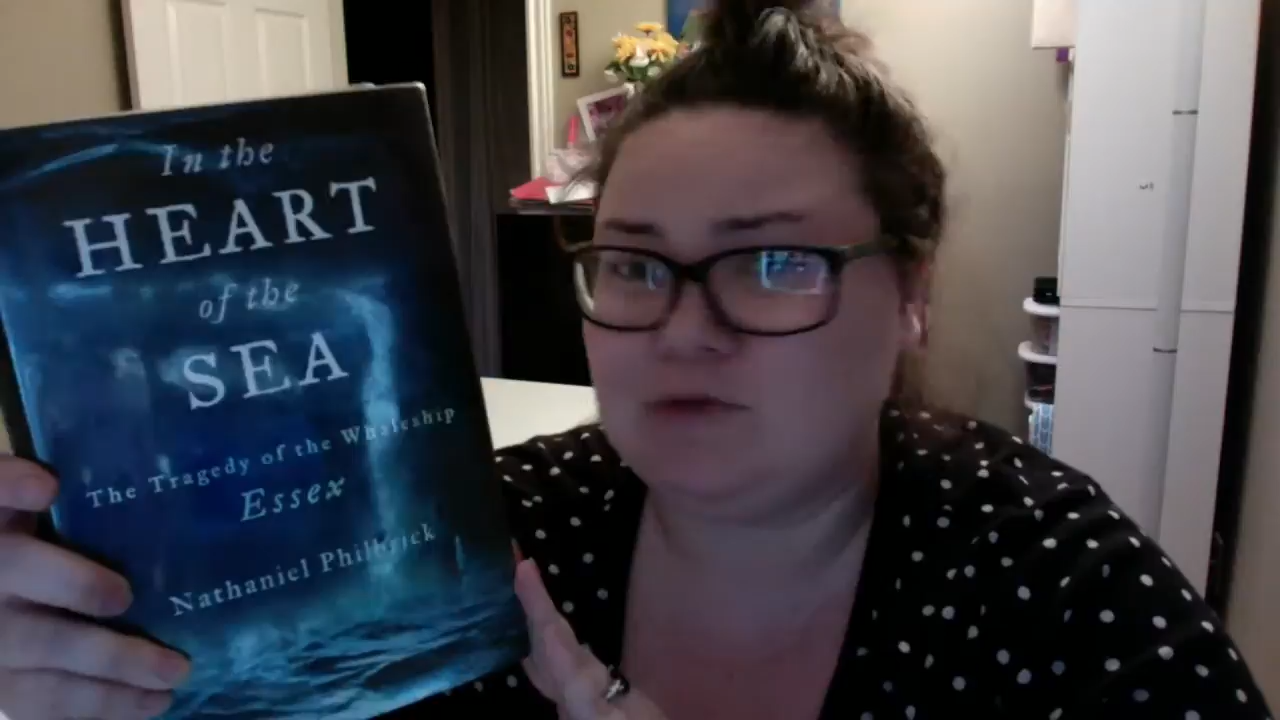 In the
HEART
of the
SEA
The Tragedy of the Whaleship
Essex
Nathaniel Philbrick